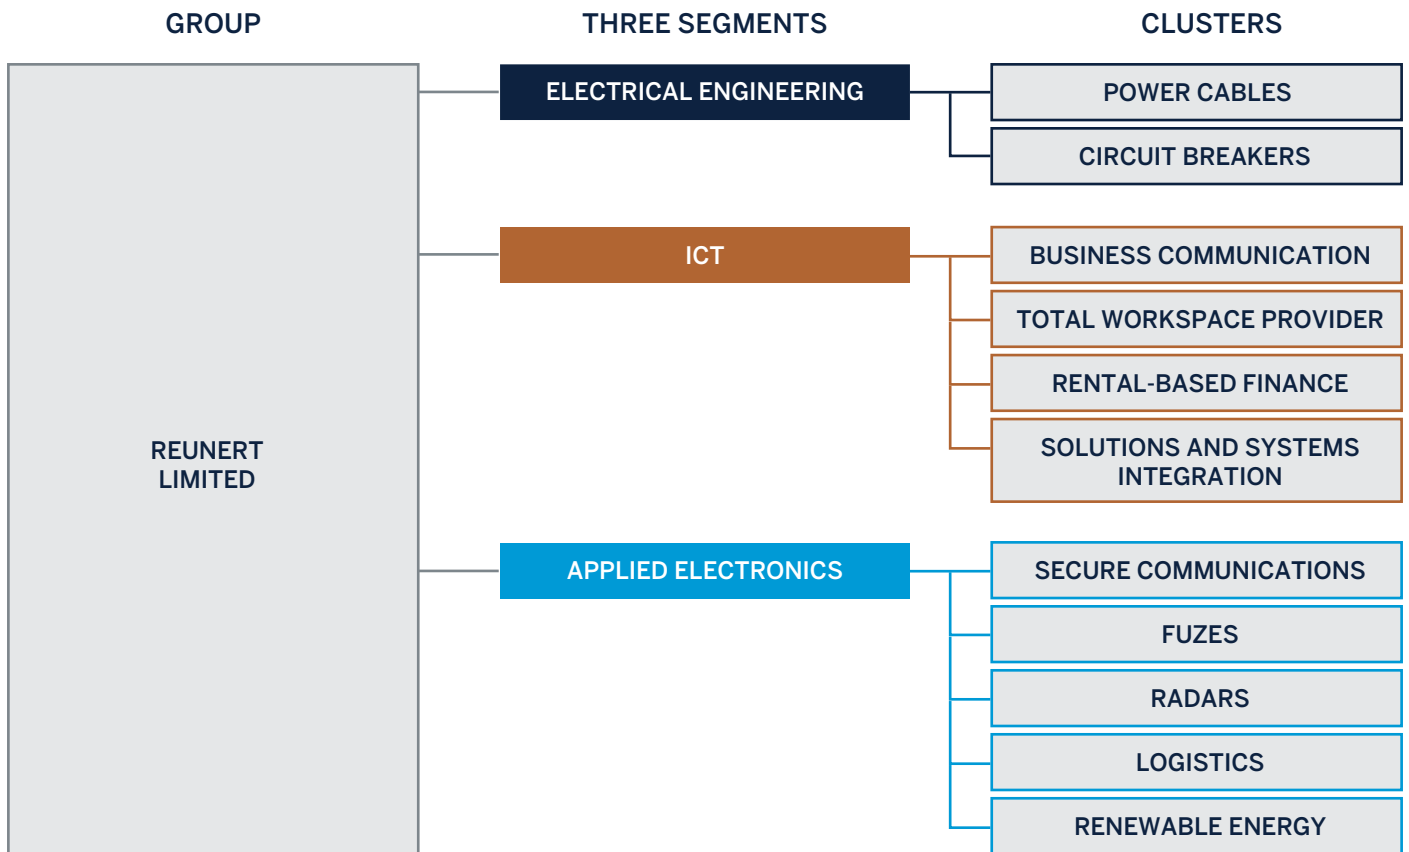 GROUP
THREE SEGMENTS
CLUSTERS
REUNERT
LIMITED
ELECTRICAL ENGINEERING
POWER CABLES
CIRCUIT BREAKERS
ICT
BUSINESS COMMUNICATION
TOTAL WORKSPACE PROVIDER
RENTAL-BASED FINANCE
SOLUTIONS AND SYSTEMS
INTEGRATION
APPLIED ELECTRONICS
SECURE COMMUNICATIONS
FUZES
RADARS
LOGISTICS
RENEWABLE ENERGY